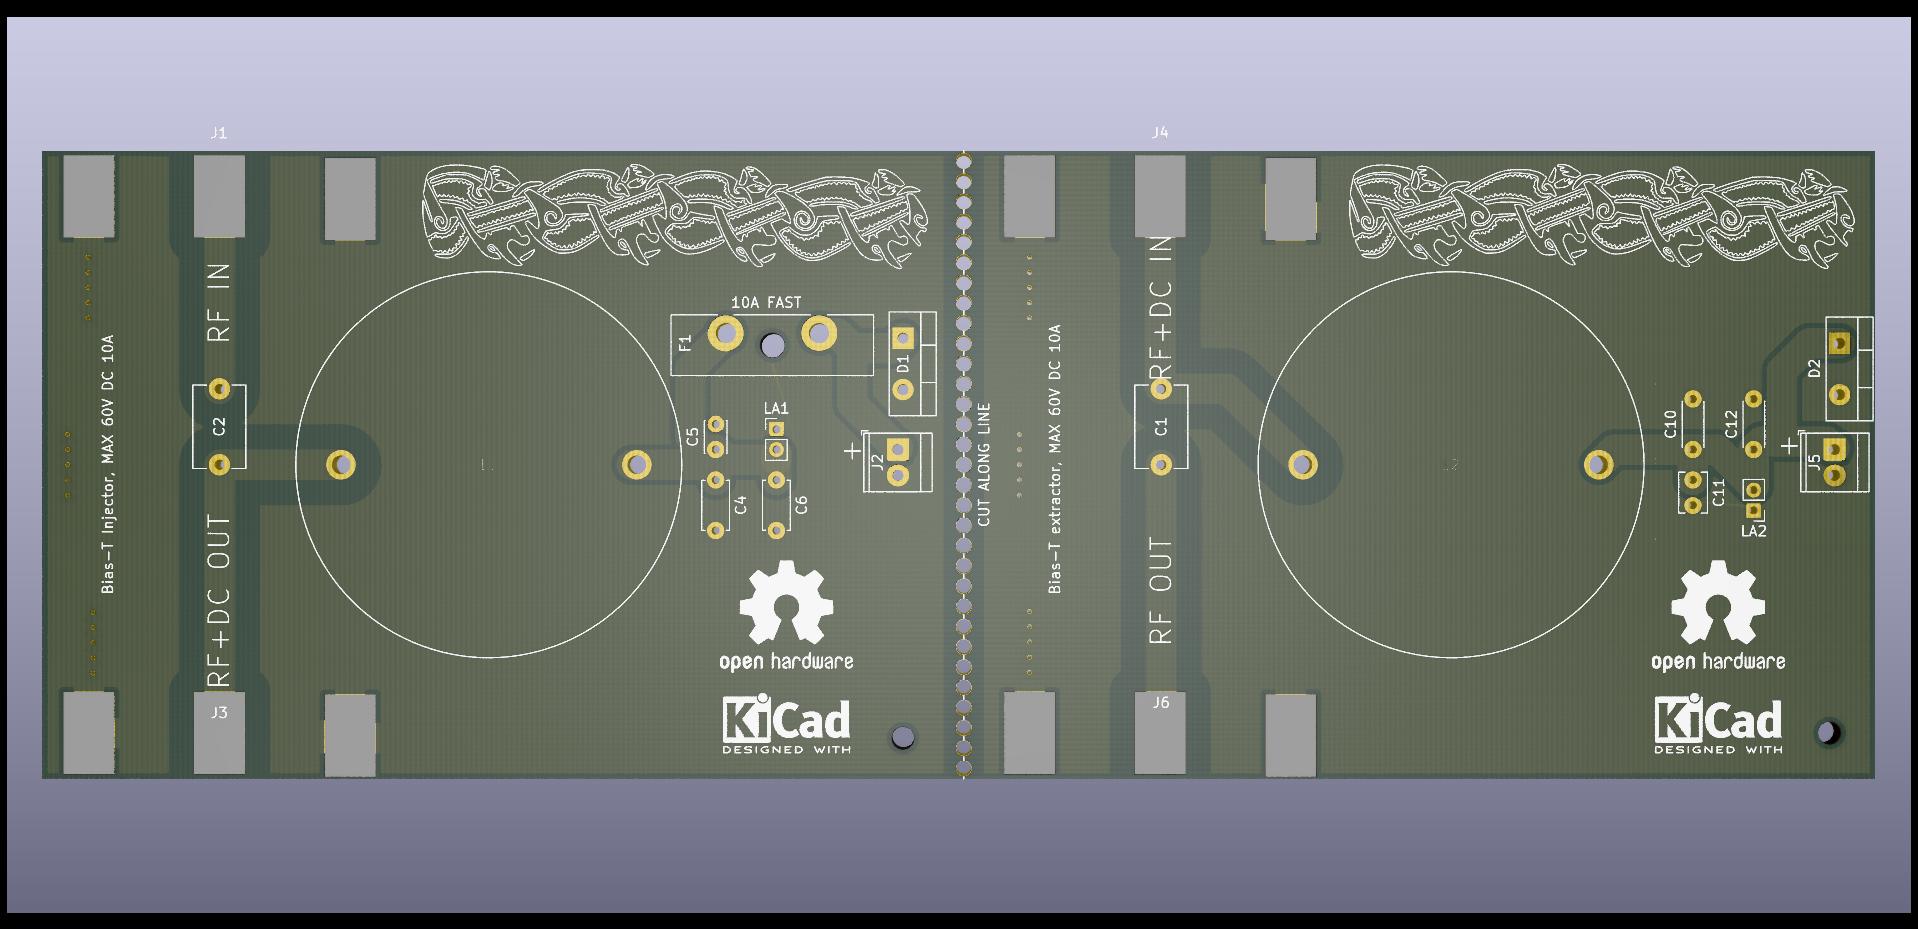 J1
J4
RF IN
RF+DC IN
10A FAST
F1
D1
D2
Bias-T Injector, MAX 60V DC 10A
Bias-T extractor, MAX 60V DC 10A
C2
C5
LA1
+
J2
CUT ALONG LINE
C1
C10
C12
+
J5
C4
C6
C11
LA2
RF+DC OUT
RF OUT
open hardware
open hardware
J3
J6
KiCad
DESIGNED WITH
KiCad
DESIGNED WITH